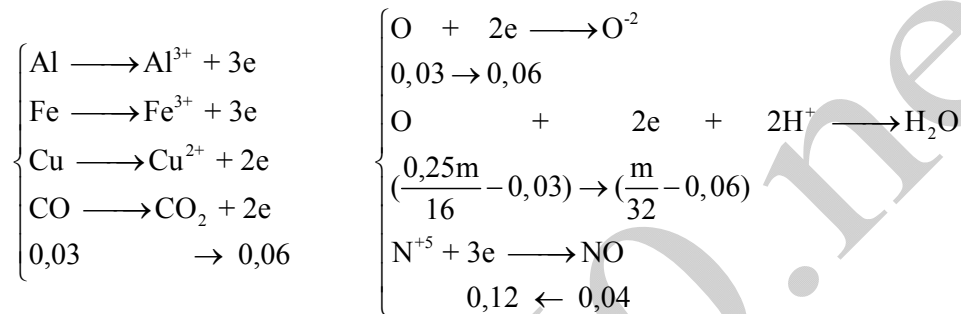 Al ⟶ Al³⁺ + 3e
Fe ⟶ Fe³⁺ + 3e
Cu ⟶ Cu²⁺ + 2e
CO ⟶ CO₂ + 2e
0,03 → 0,06
O + 2e ⟶ O⁻²
0,03 → 0,06
O + 2e + 2H⁺ ⟶ H₂O
(0,25m/16 − 0,03) → (m/32 − 0,06)
N⁺⁵ + 3e ⟶ NO
0,12 ← 0,04
.ne